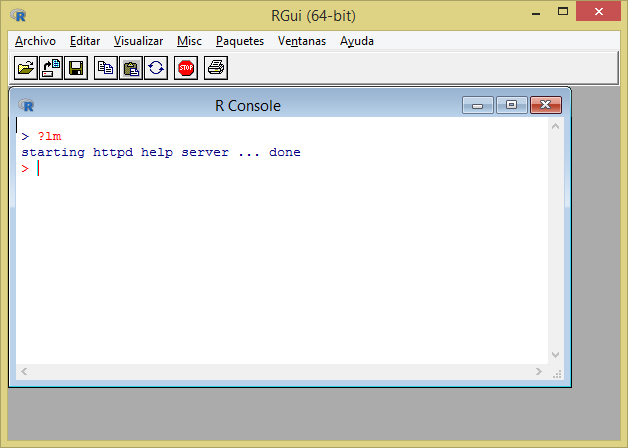 RGui (64-bit)
Archivo Editar Visualizar Misc Paquetes Ventanas Ayuda
STOP
R Console
> ?lm
starting httpd help server ... done
>